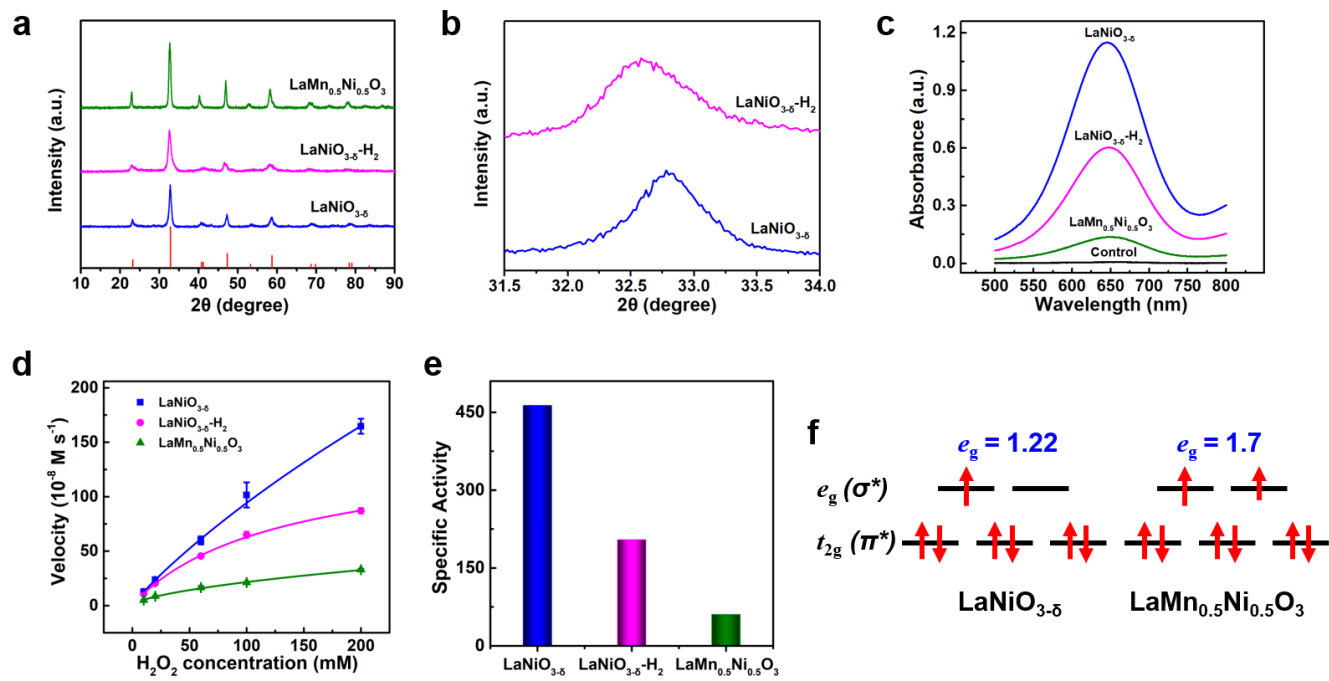 a
Intensity (a.u.)
LaMn0.5Ni0.5O3
LaNiO3-δ-H2
LaNiO3-δ
10 20 30 40 50 60 70 80 90
2θ (degree)
b
Intensity (a.u.)
LaNiO3-δ-H2
LaNiO3-δ
31.5 32.0 32.5 33.0 33.5 34.0
2θ (degree)
c
Absorbance (a.u.)
1.2
0.9
0.6
0.3
0.0
LaNiO3-δ
LaNiO3-δ-H2
LaMn0.5Ni0.5O3
Control
500 550 600 650 700 750 800
Wavelength (nm)
d
Velocity (10-8 M s-1)
200
150
100
50
0
LaNiO3-δ
LaNiO3-δ-H2
LaMn0.5Ni0.5O3
0 50 100 150 200
H2O2 concentration (mM)
e
Specific Activity
450
300
150
0
LaNiO3-δ LaNiO3-δ-H2 LaMn0.5Ni0.5O3
f
eg = 1.22 eg = 1.7
eg (σ*)
t2g (π*)
LaNiO3-δ LaMn0.5Ni0.5O3